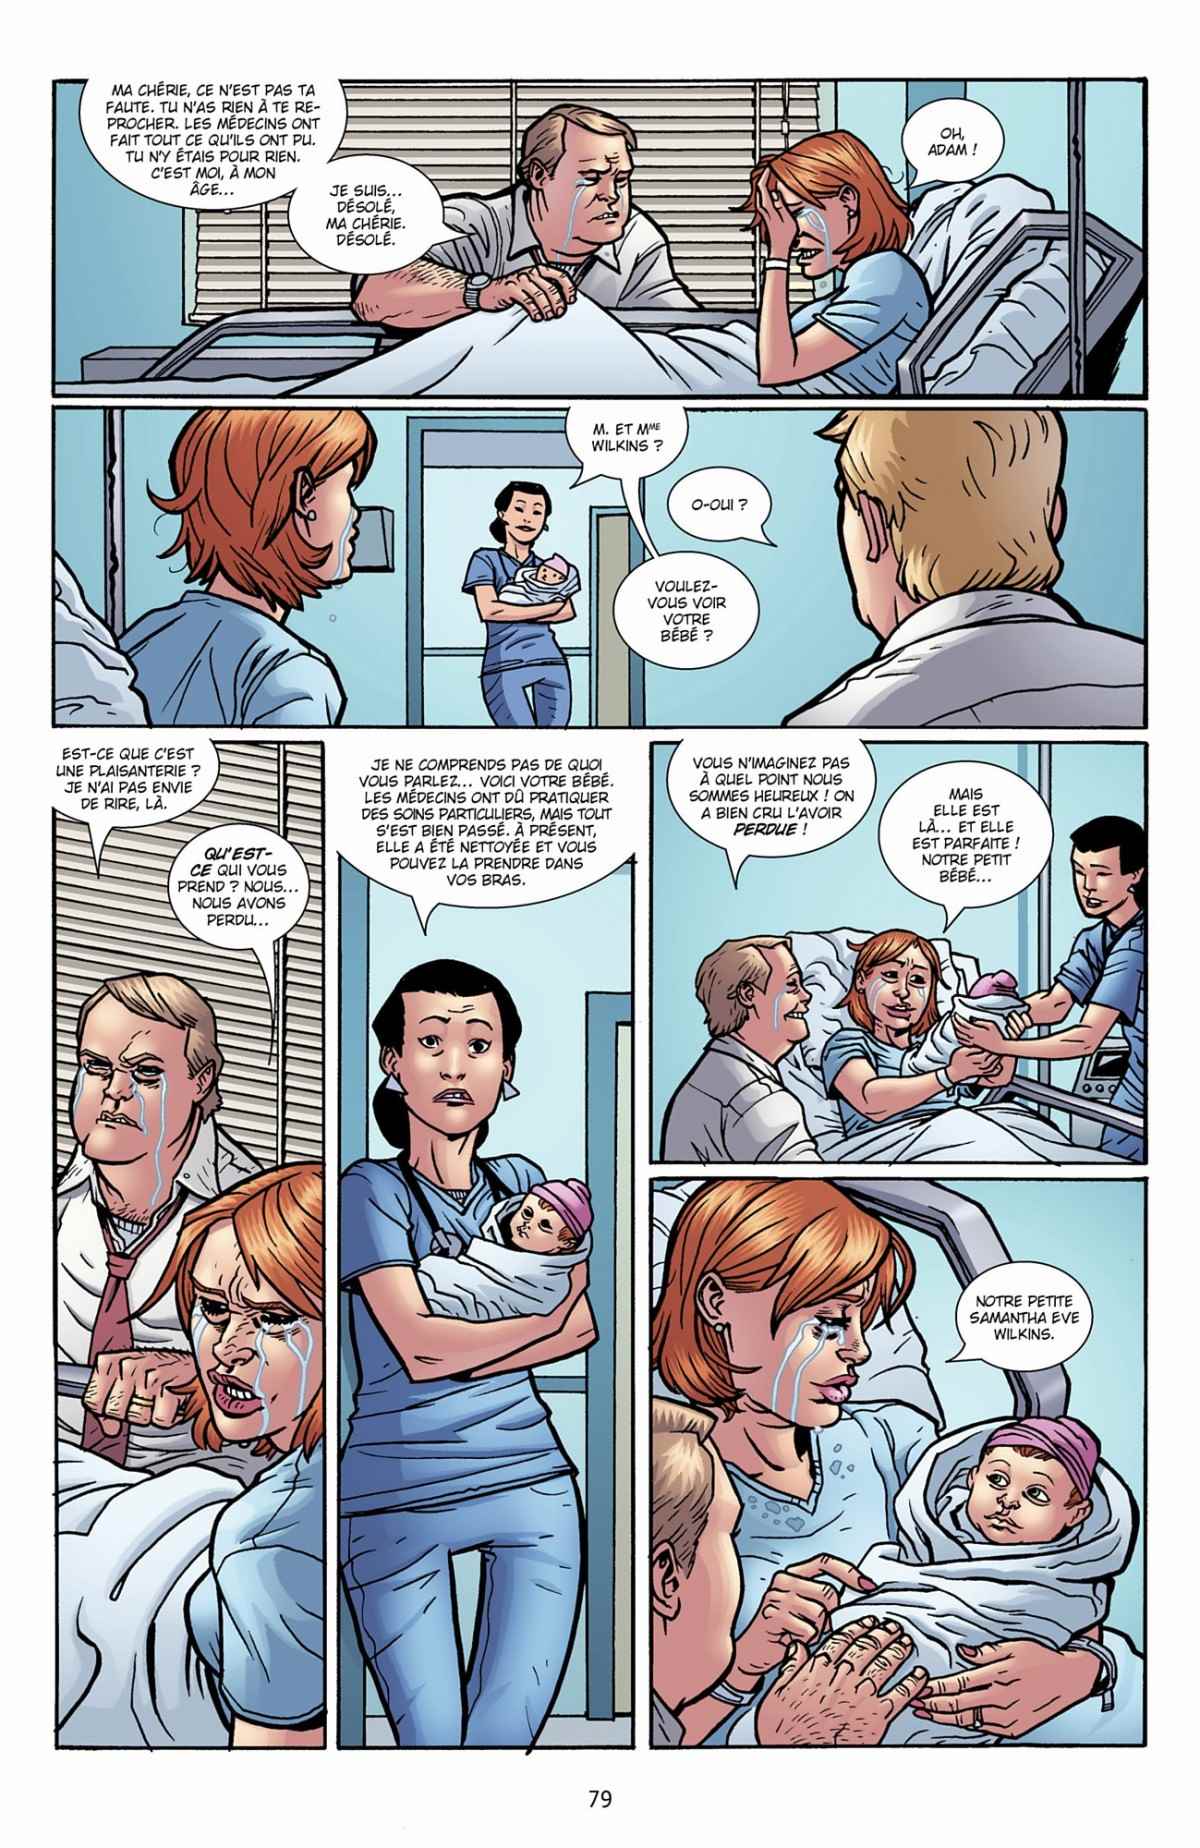 MA CHÉRIE, CE N'EST PAS TA
FAUTE. TU N'AS RIEN À TE RE-
PROCHER. LES MÉDECINS ONT
FAIT TOUT CE QU'ILS ONT PU.
TU N'Y ÉTAIS POUR RIEN.
C'EST MOI, À MON
ÂGE...
JE SUIS...
DÉSOLÉ,
MA CHÉRIE.
DÉSOLÉ.
OH,
ADAM !
M. ET MME
WILKINS ?
O-OUI ?
VOULEZ-
VOUS VOIR
VOTRE
BÉBÉ ?
EST-CE QUE C'EST
UNE PLAISANTERIE ?
JE N'AI PAS ENVIE
DE RIRE, LÀ.
QU'EST-
CE QUI VOUS
PREND ? NOUS...
NOUS AVONS
PERDU...
JE NE COMPRENDS PAS DE QUOI
VOUS PARLEZ... VOICI VOTRE BÉBÉ.
LES MÉDECINS ONT DÛ PRATIQUER
DES SOINS PARTICULIERS, MAIS TOUT
S'EST BIEN PASSÉ. À PRÉSENT,
ELLE A ÉTÉ NETTOYÉE ET VOUS
POUVEZ LA PRENDRE DANS
VOS BRAS.
VOUS N'IMAGINEZ PAS
À QUEL POINT NOUS
SOMMES HEUREUX ! ON
A BIEN CRU L'AVOIR
PERDUE !
MAIS
ELLE EST
LÀ... ET ELLE
EST PARFAITE !
NOTRE PETIT
BÉBÉ...
NOTRE PETITE
SAMANTHA EVE
WILKINS.
79